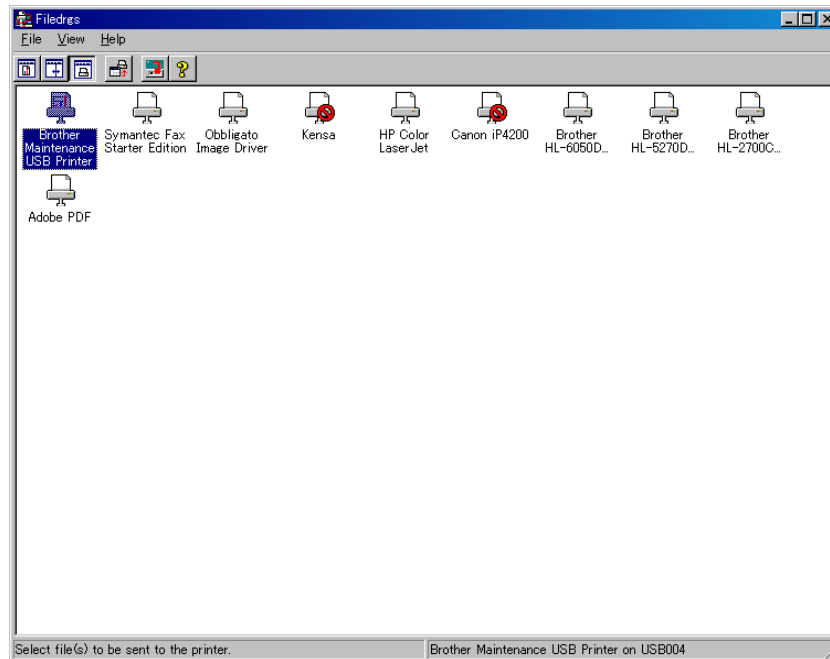 Filedrgs
File View Help
Brother
Maintenance
USB Printer
Symantec Fax
Starter Edition
Obbligato
Image Driver
Kensa
HP Color
LaserJet
Canon iP4200
Brother
HL-6050D...
Brother
HL-5270D...
Brother
HL-2700C...
Adobe PDF
Select file(s) to be sent to the printer.
Brother Maintenance USB Printer on USB004